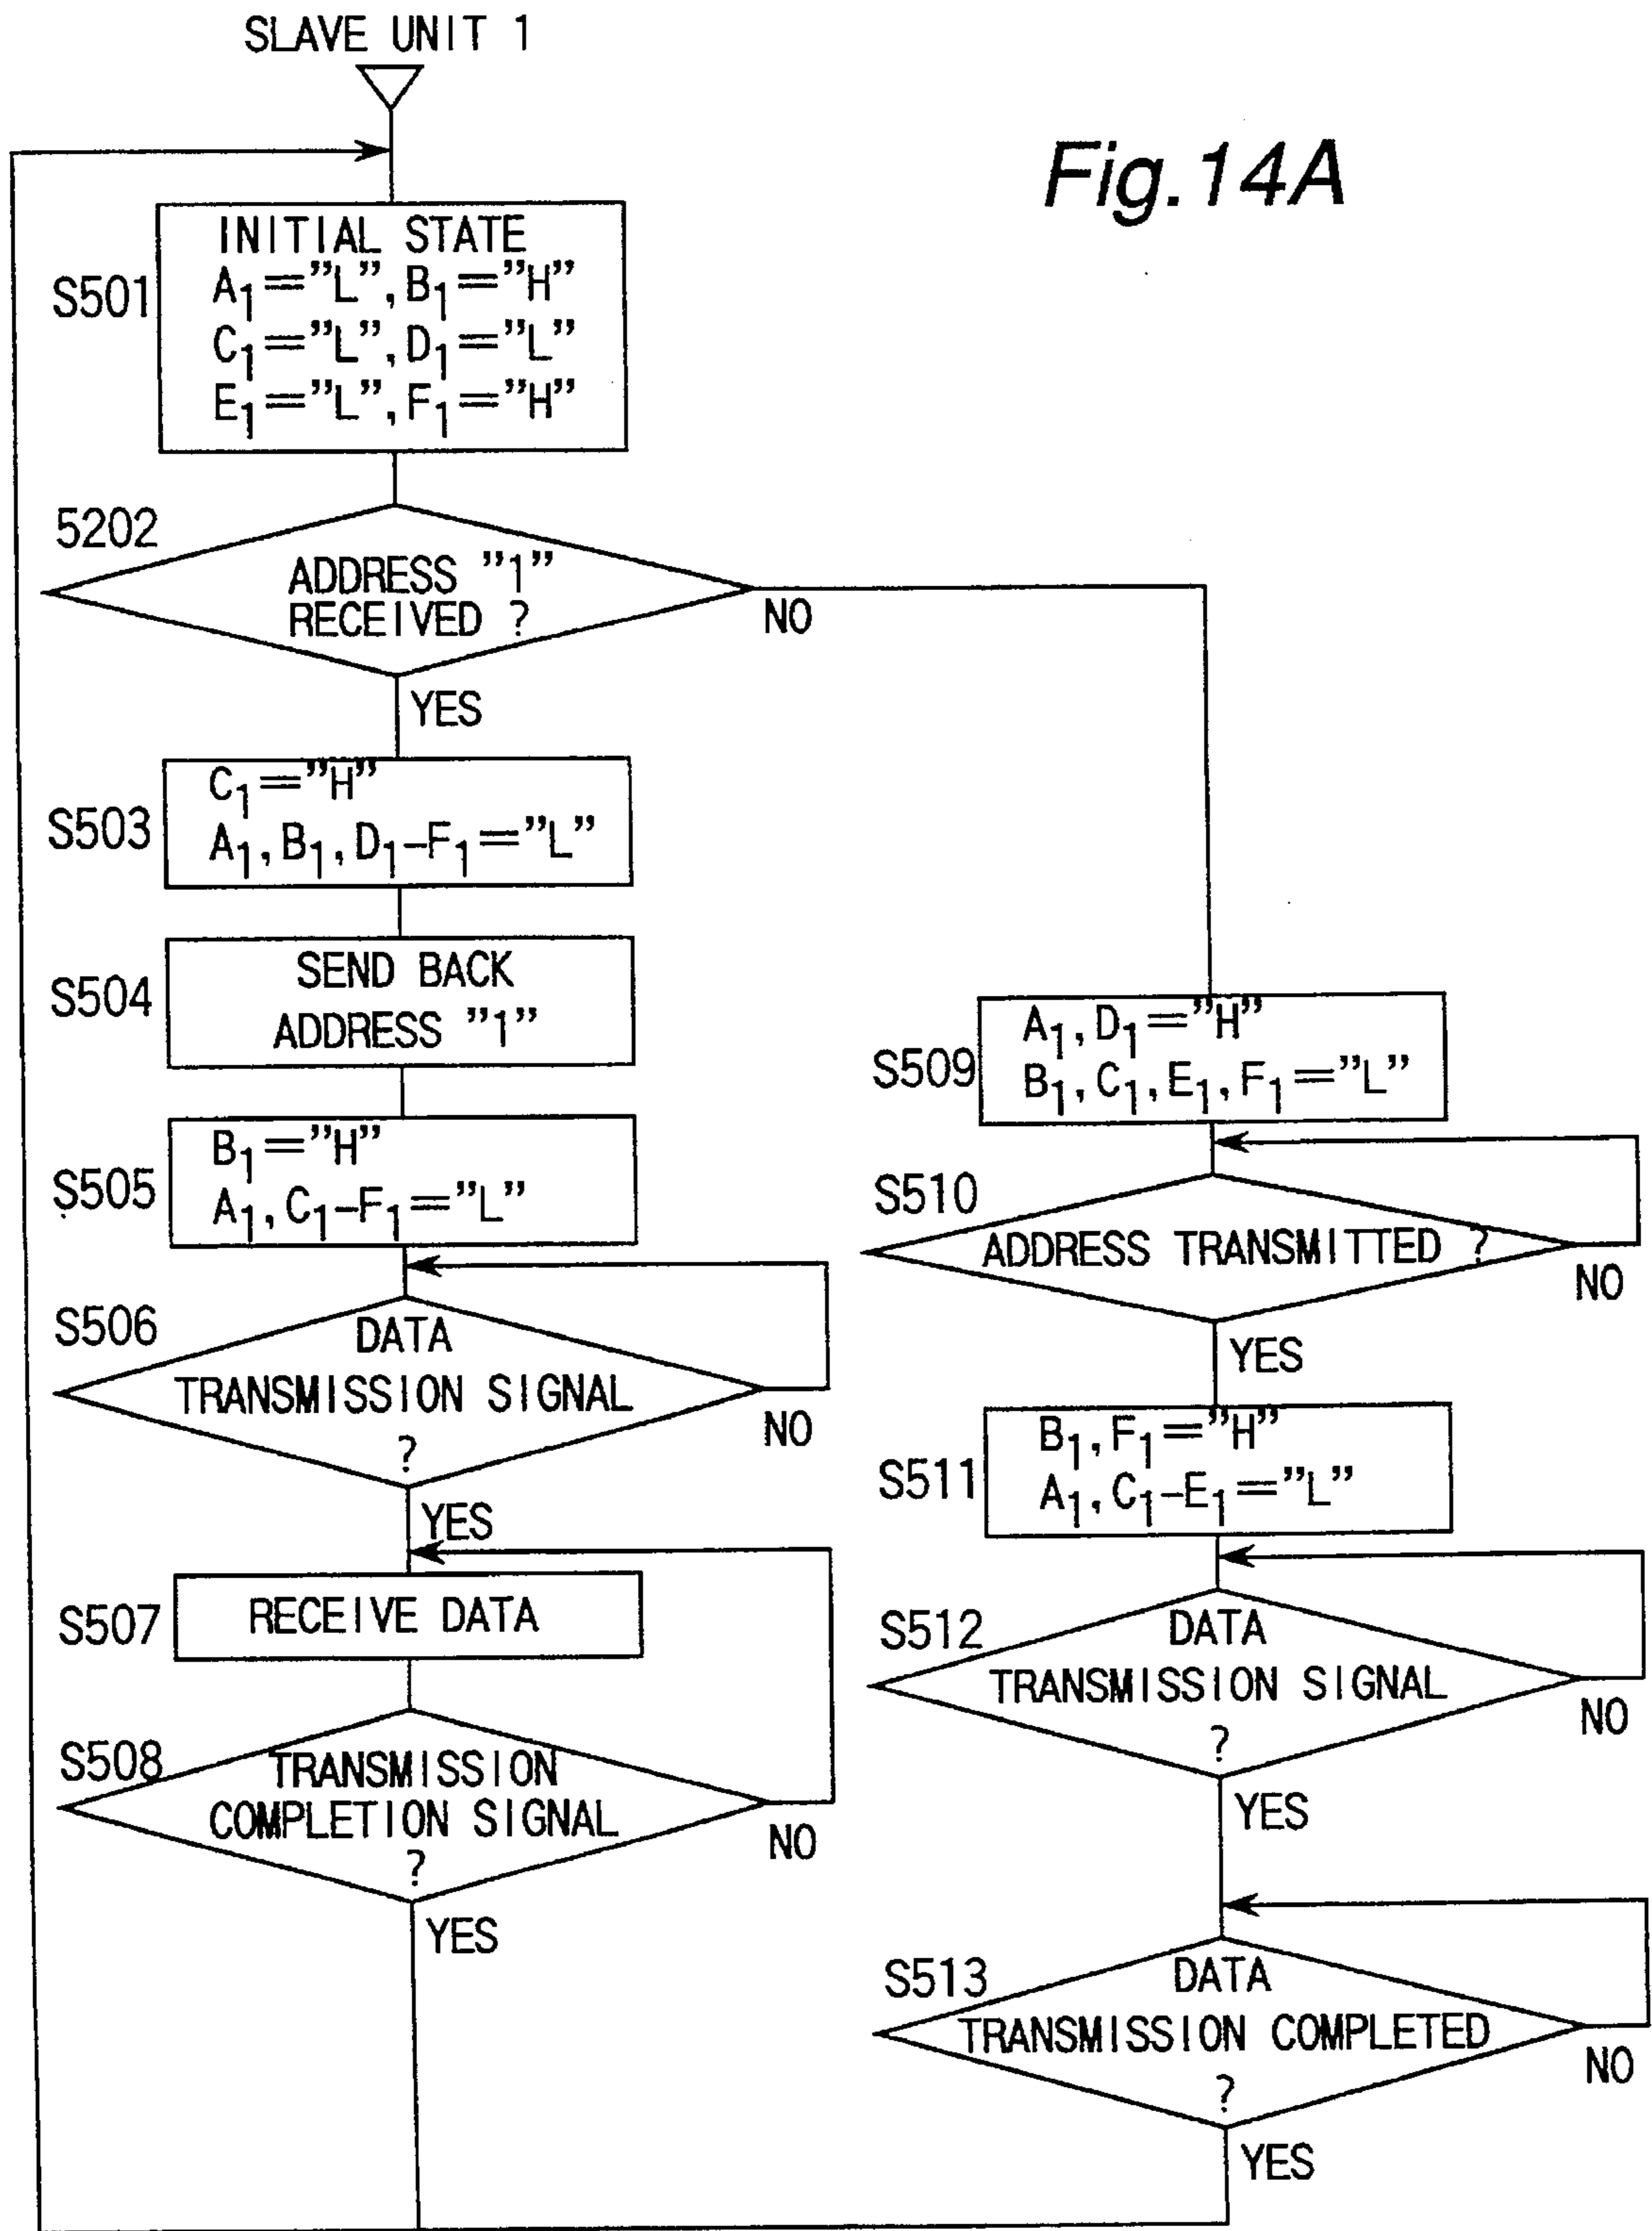 SLAVE UNIT 1
Fig.14A
S501
INITIAL STATE
A1="L", B1="H"
C1="L", D1="L"
E1="L", F1="H"
5202
ADDRESS "1"
RECEIVED ?
NO
YES
S503
C1="H"
A1, B1, D1-F1="L"
S504
SEND BACK
ADDRESS "1"
S505
B1="H"
A1, C1-F1="L"
S506
DATA
TRANSMISSION SIGNAL
?
NO
YES
S507
RECEIVE DATA
S508
TRANSMISSION
COMPLETION SIGNAL
?
NO
YES
S509
A1, D1="H"
B1, C1, E1, F1="L"
S510
ADDRESS TRANSMITTED ?
NO
YES
S511
B1, F1="H"
A1, C1-E1="L"
S512
DATA
TRANSMISSION SIGNAL
?
NO
YES
S513
DATA
TRANSMISSION COMPLETED
?
NO
YES